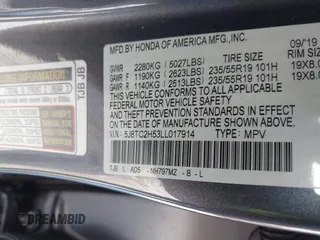 MFD.BY HONDA OF AMERICA MFG.,INC. 09/19
GVWR 2280KG (5027LBS) TIRE SIZE RIM SIZE
GAWR F 1190KG (2623LBS) 235/55R19 101H 19X8.0
GAWR R 1140KG (2513LBS) 235/55R19 101H 19X8.0
THIS VEHICLE CONFORMS TO ALL APPLICABLE
FEDERAL MOTOR VEHICLE SAFETY AND
THEFT PREVENTION STANDARDS IN EFFECT ON
THE DATE OF MANUFACTURE SHOWN ABOVE.
V.I.N.: 5J8TC2H53LL017914 TYPE: MPV
TJB L AD5 -NH797MZ -B-L
INFORMATION
TJB JB
DREAMBID